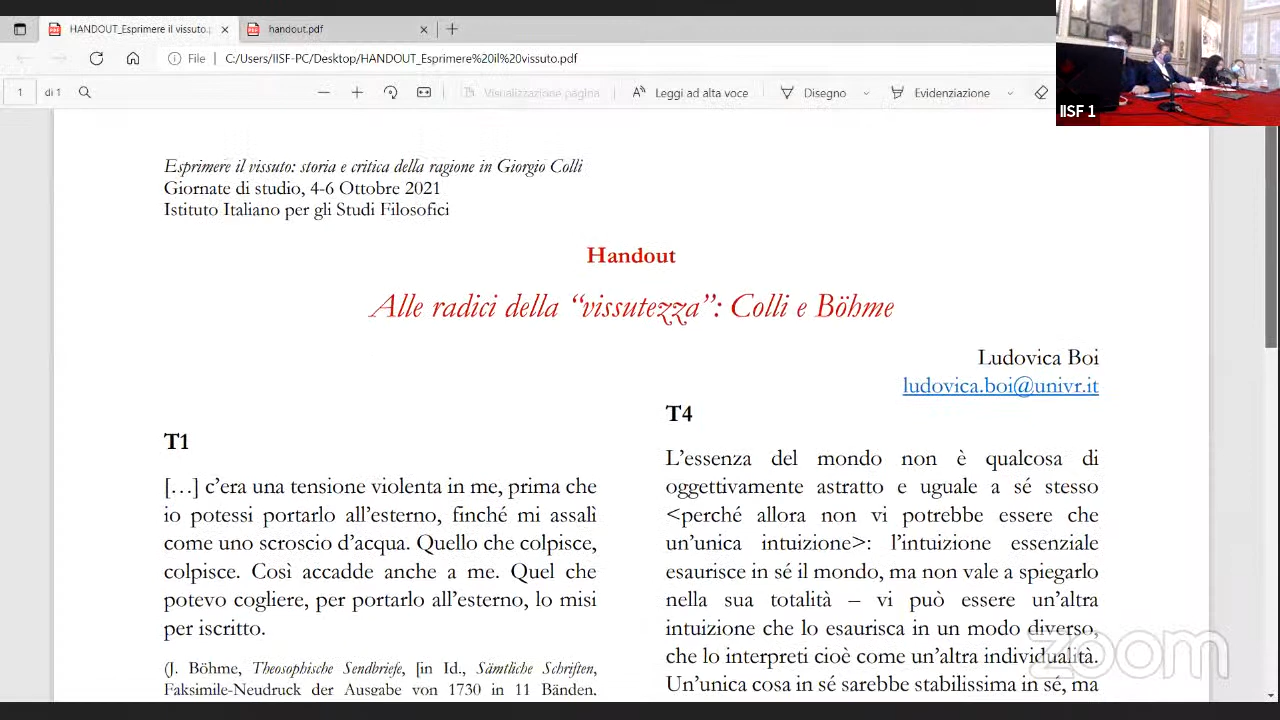 HANDOUT_Esprimere il vissuto.p
handout.pdf
File
C:/Users/IISF-PC/Desktop/HANDOUT_Esprimere%20il%20vissuto.pdf
1 di 1
Visualizzazione pagina
Leggi ad alta voce
Disegno
Evidenziazione
IISF 1
Esprimere il vissuto: storia e critica della ragione in Giorgio Colli
Giornate di studio, 4-6 Ottobre 2021
Istituto Italiano per gli Studi Filosofici
Handout
Alle radici della “vissutezza”: Colli e Böhme
Ludovica Boi
ludovica.boi@univr.it
T1
[…] c’era una tensione violenta in me, prima che
io potessi portarlo all’esterno, finché mi assalì
come uno scroscio d’acqua. Quello che colpisce,
colpisce. Così accadde anche a me. Quel che
potevo cogliere, per portarlo all’esterno, lo misi
per iscritto.
(J. Böhme, Theosophische Sendbriefe, [in Id., Sämtliche Schriften,
Faksimile-Neudruck der Ausgabe von 1730 in 11 Bänden,
T4
L’essenza del mondo non è qualcosa di
oggettivamente astratto e uguale a sé stesso
<perché allora non vi potrebbe essere che
un’unica intuizione>: l’intuizione essenziale
esaurisce in sé il mondo, ma non vale a spiegarlo
nella sua totalità – vi può essere un’altra
intuizione che lo esaurisca in un modo diverso,
che lo interpreti cioè come un’altra individualità.
Un’unica cosa in sé sarebbe stabilissima in sé, ma
zoom